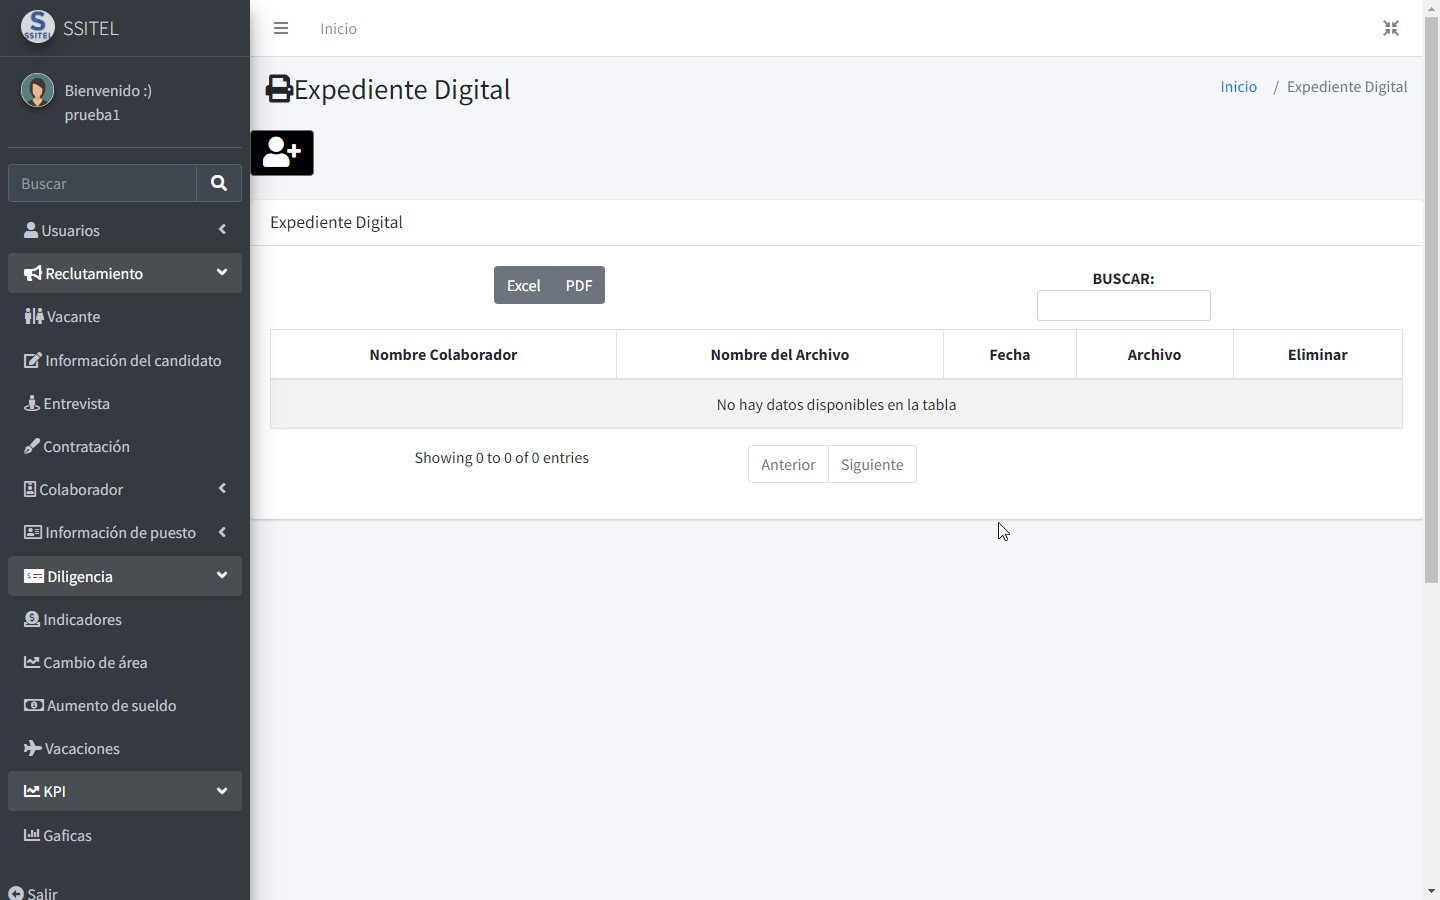 SSITEL
SSITEL
Bienvenido :)
prueba1
Buscar
Usuarios
Reclutamiento
Vacante
Información del candidato
Entrevista
Contratación
Colaborador
Información de puesto
Diligencia
Indicadores
Cambio de área
Aumento de sueldo
Vacaciones
KPI
Gaficas
Salir
Inicio
Expediente Digital
Inicio / Expediente Digital
Expediente Digital
Excel PDF
BUSCAR:
Nombre Colaborador Nombre del Archivo Fecha Archivo Eliminar
No hay datos disponibles en la tabla
Showing 0 to 0 of 0 entries
Anterior Siguiente